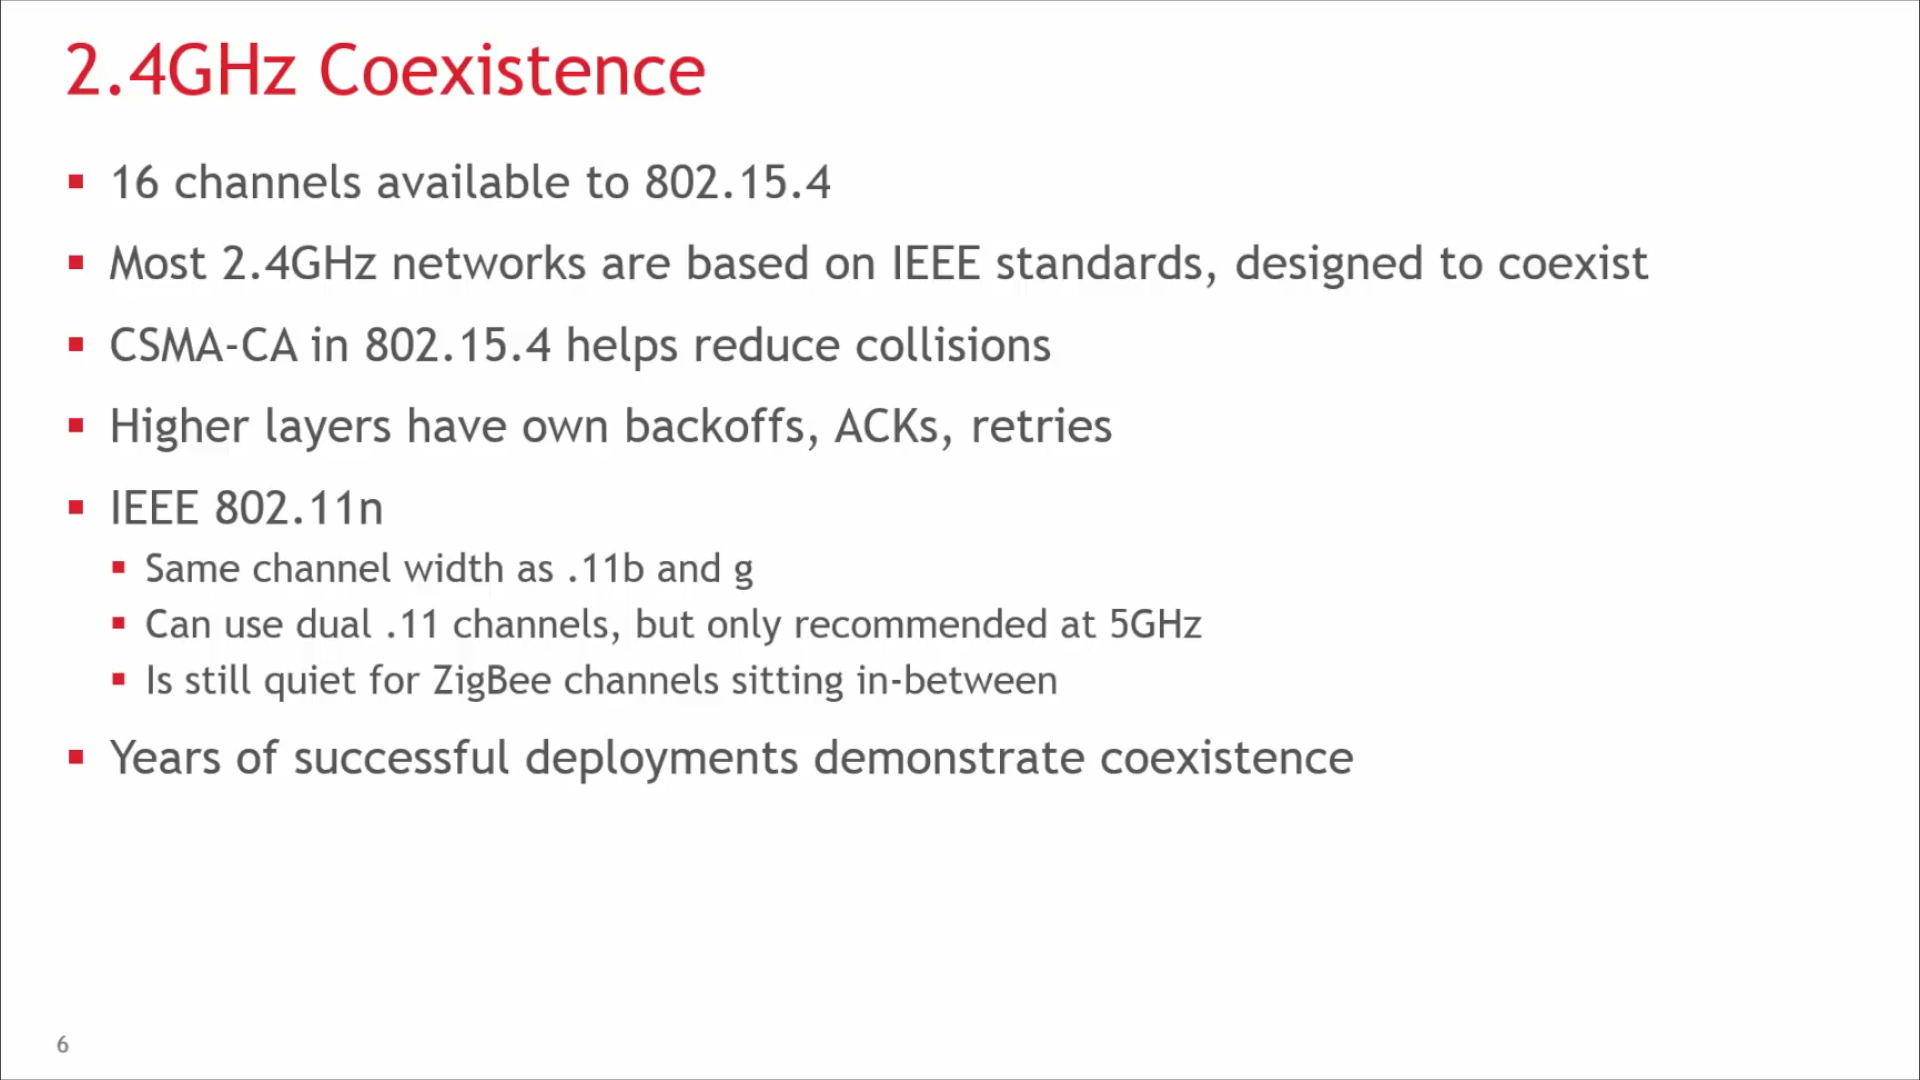 2.4GHz Coexistence
16 channels available to 802.15.4
Most 2.4GHz networks are based on IEEE standards, designed to coexist
CSMA-CA in 802.15.4 helps reduce collisions
Higher layers have own backoffs, ACKs, retries
IEEE 802.11n
Same channel width as .11b and g
Can use dual .11 channels, but only recommended at 5GHz
Is still quiet for ZigBee channels sitting in-between
Years of successful deployments demonstrate coexistence
6